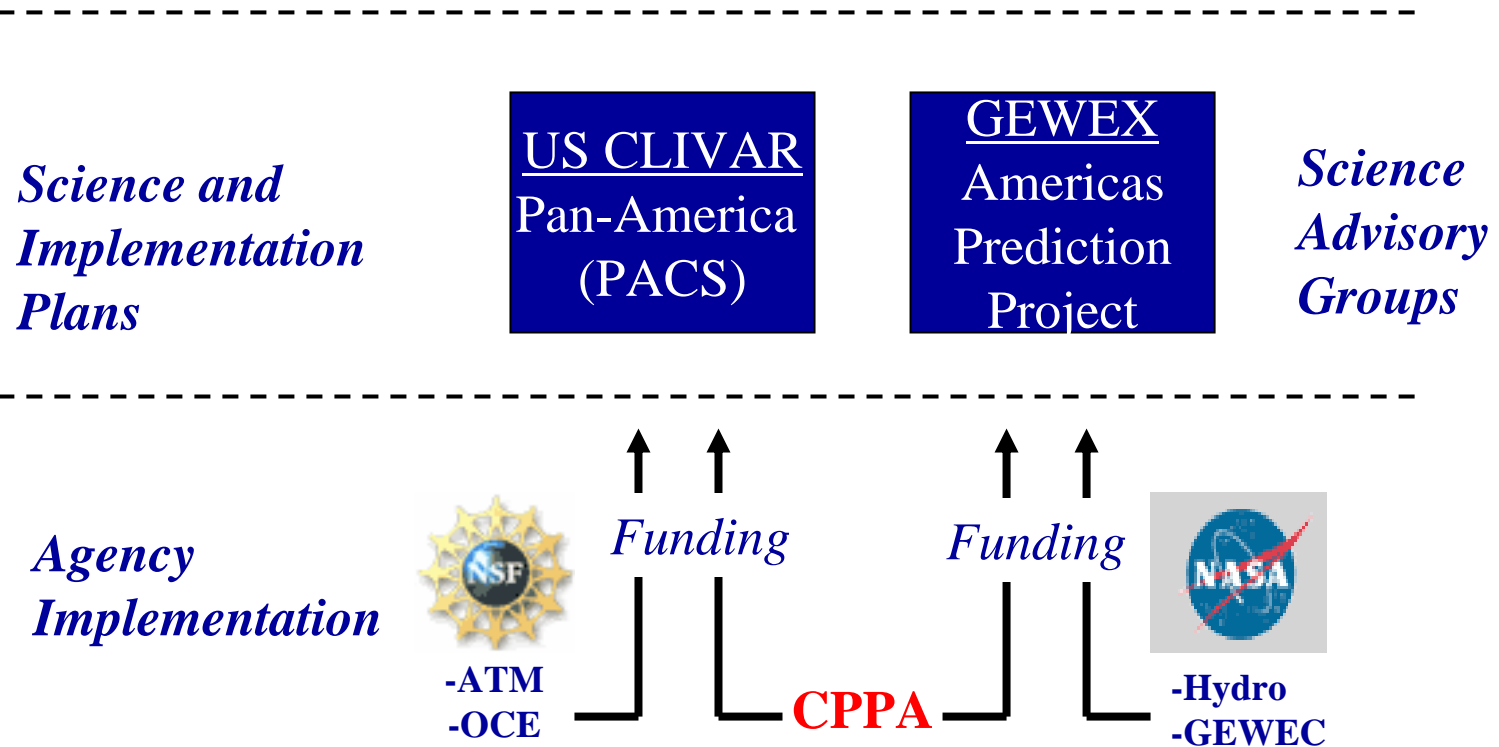 Science and
Implementation
Plans
US CLIVAR
Pan-America
(PACS)
GEWEX
Americas
Prediction
Project
Science
Advisory
Groups
Agency
Implementation
NSF
-ATM
-OCE
Funding
CPPA
Funding
NASA
-Hydro
-GEWEC